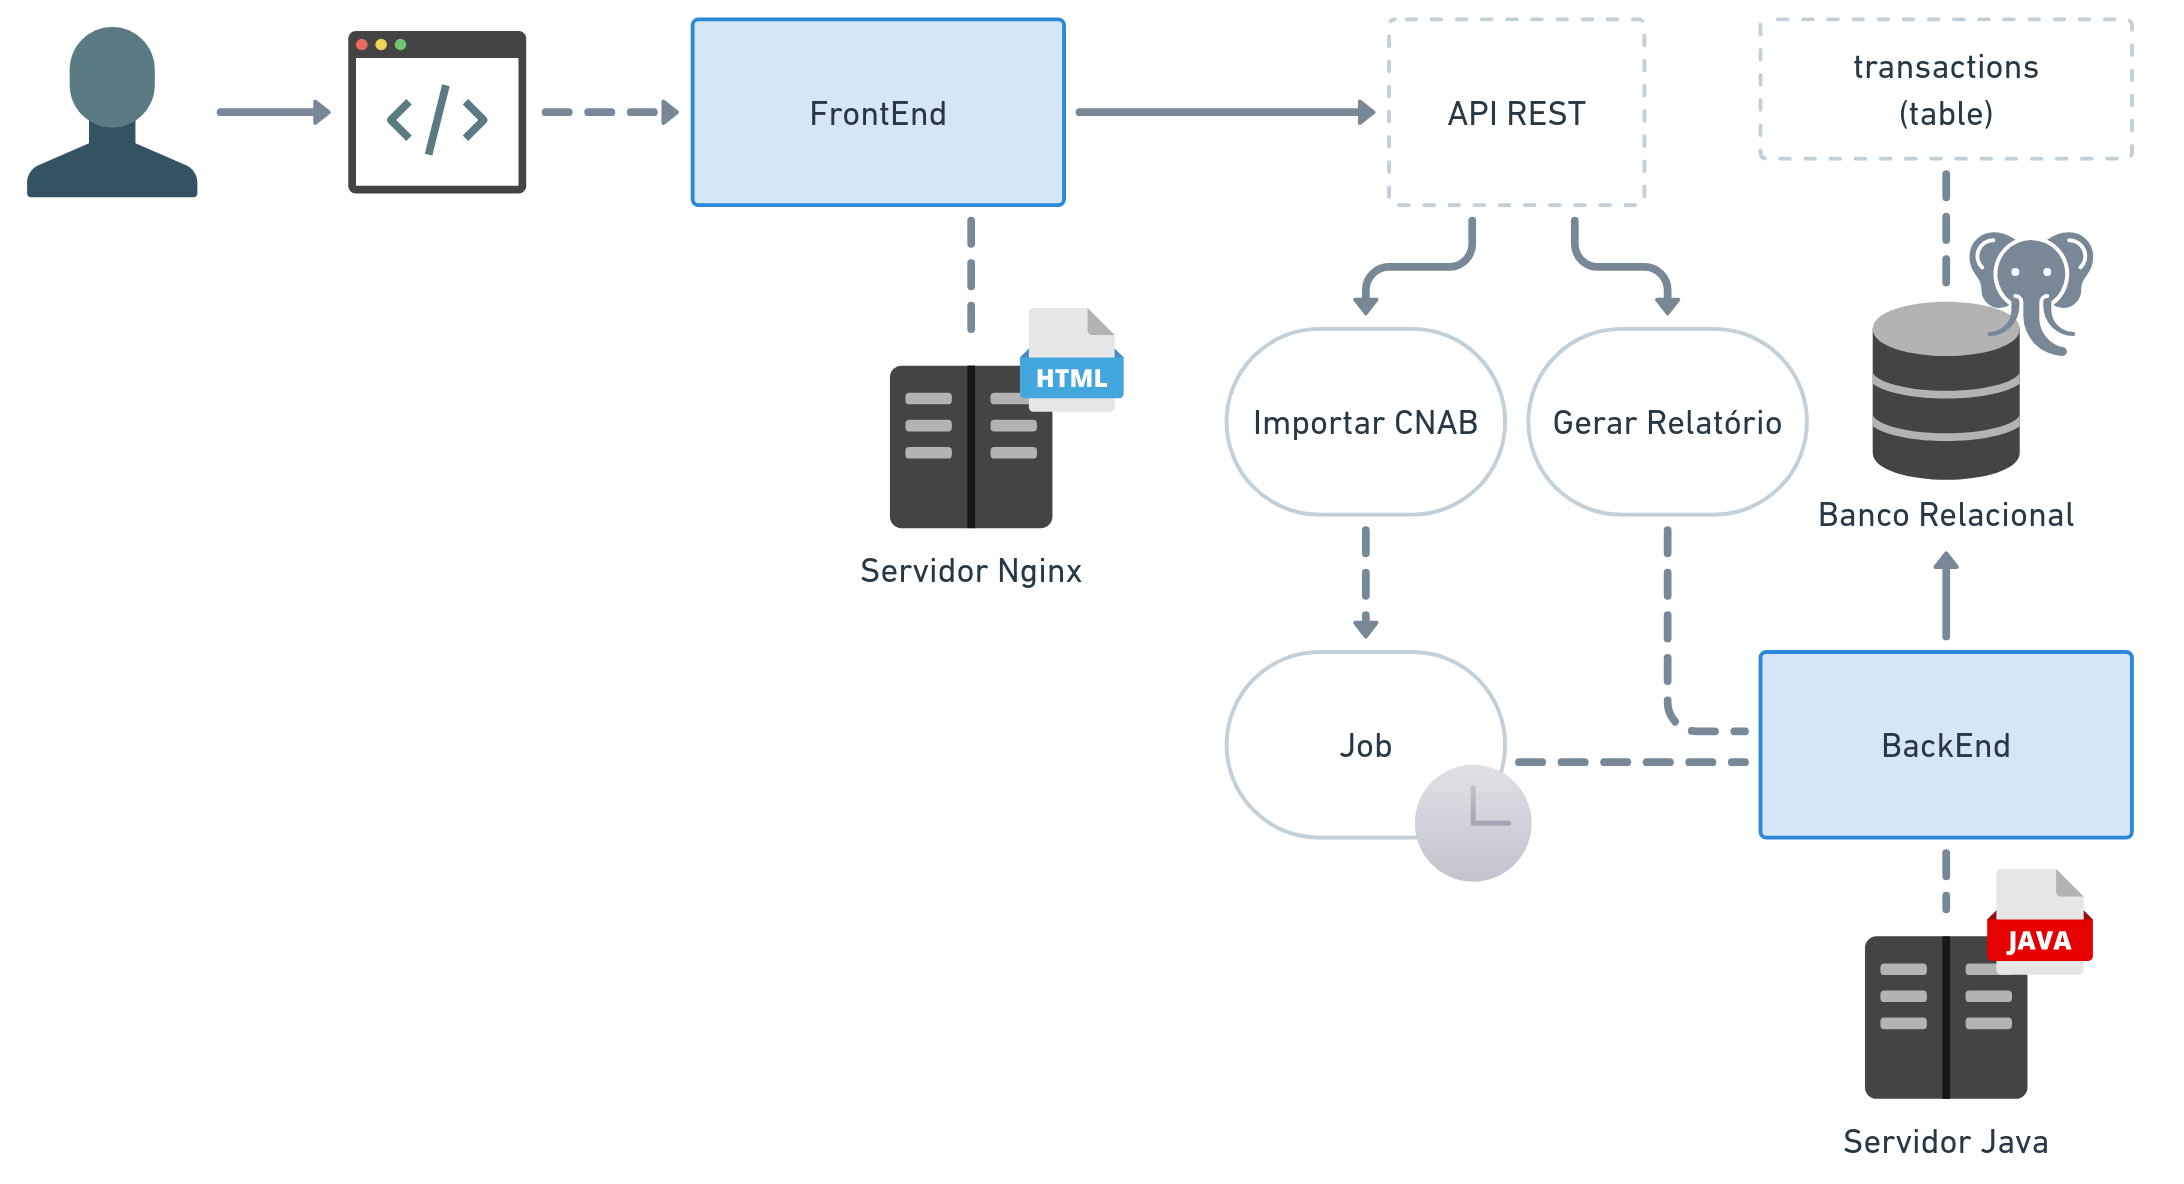 FrontEnd
API REST
transactions
(table)
HTML
Servidor Nginx
Importar CNAB
Gerar Relatório
Banco Relacional
Job
BackEnd
JAVA
Servidor Java